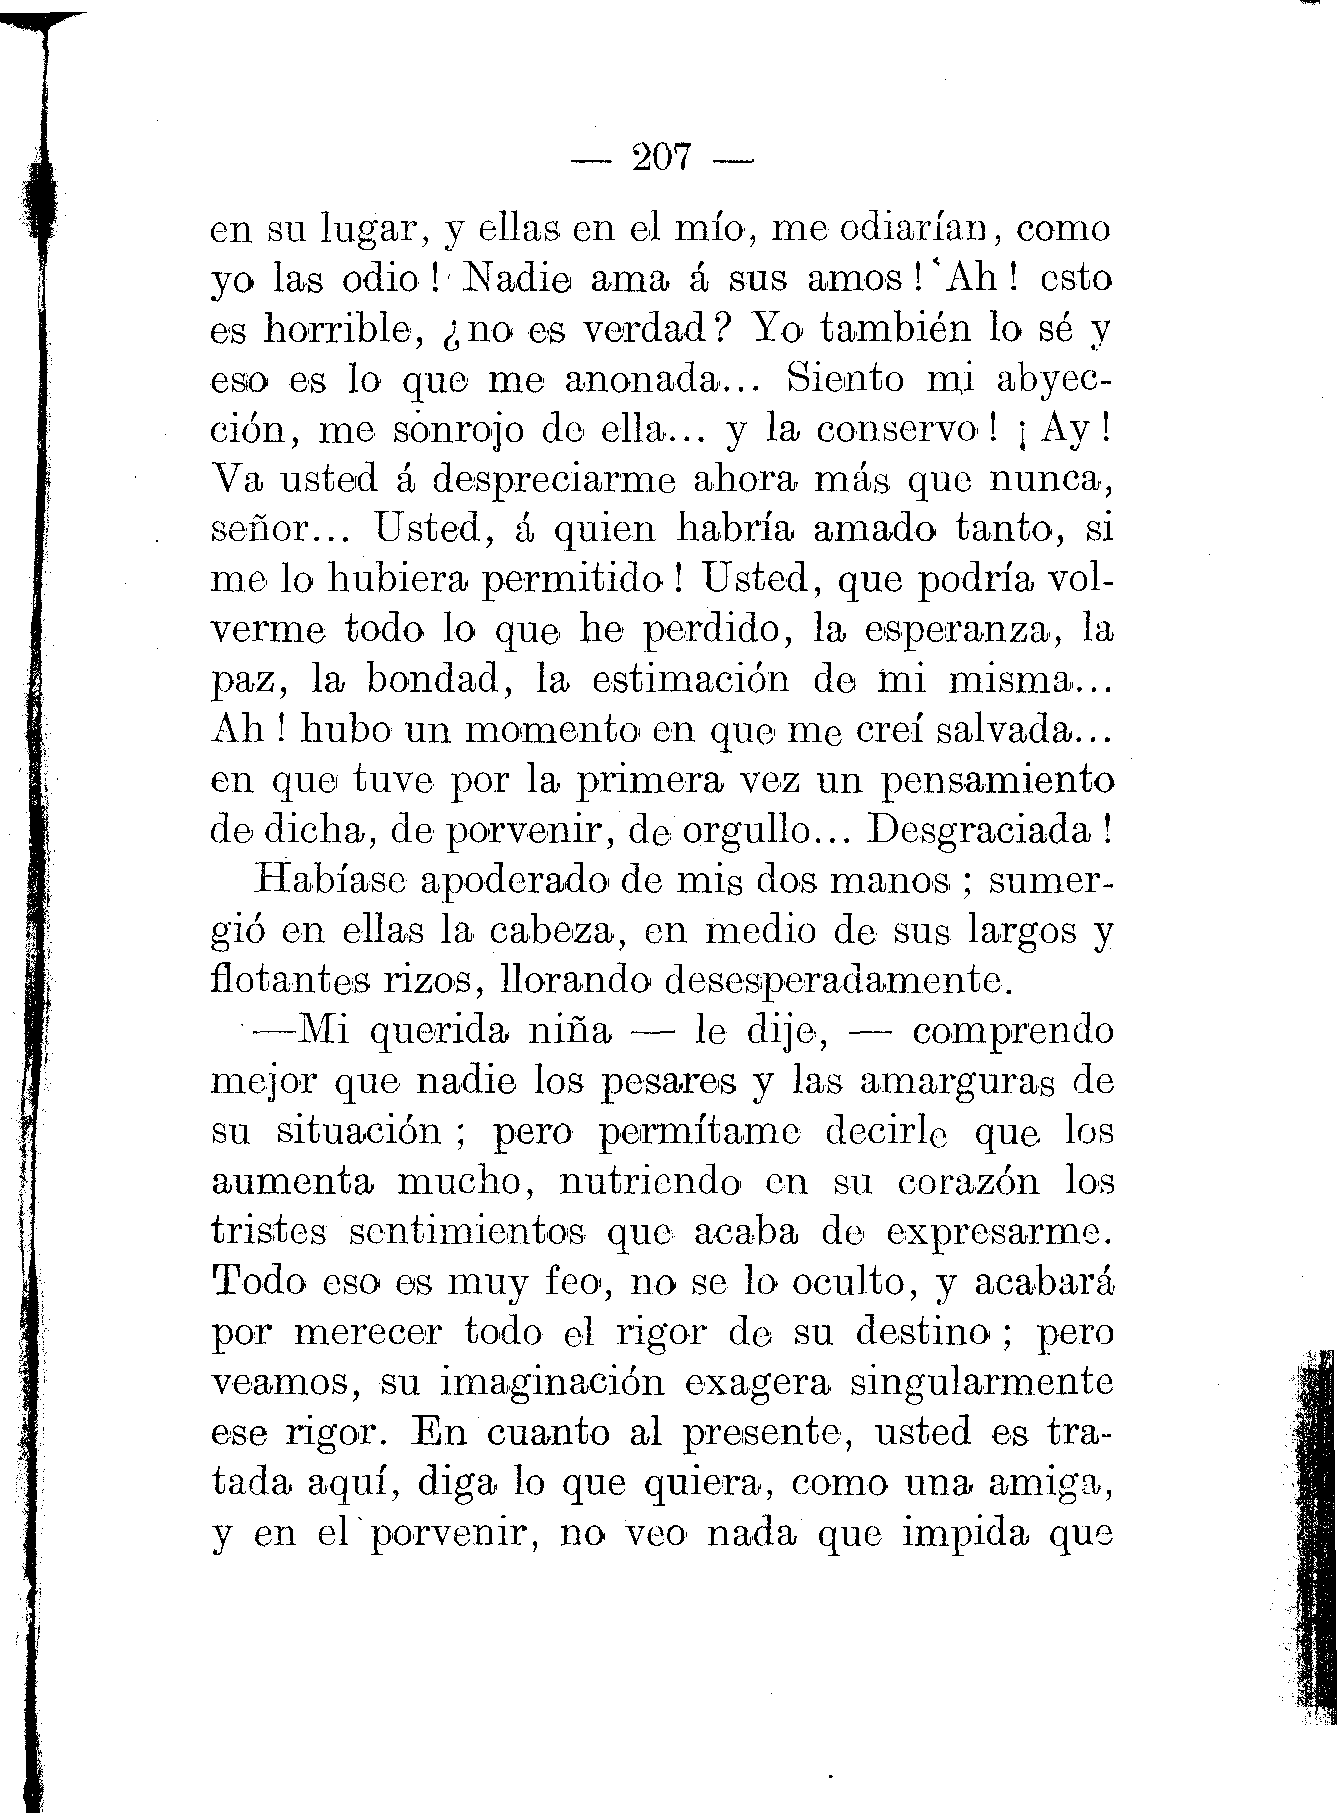 — 207 —
en su lugar, y ellas en el mío, me odiarían, como
yo las odio ! Nadie ama á sus amos ! Ah ! esto
es horrible, ¿no es verdad? Yo también lo sé y
eso es lo que me anonada... Siento mi abyec-
ción, me sonrojo de ella... y la conservo ! ¡ Ay !
Va usted á despreciarme ahora más que nunca,
señor... Usted, á quien habría amado tanto, si
me lo hubiera permitido ! Usted, que podría vol-
verme todo lo que he perdido, la esperanza, la
paz, la bondad, la estimación de mi misma...
Ah ! hubo un momento en que me creí salvada...
en que tuve por la primera vez un pensamiento
de dicha, de porvenir, de orgullo... Desgraciada !
Habíase apoderado de mis dos manos ; sumer-
gió en ellas la cabeza, en medio de sus largos y
flotantes rizos, llorando desesperadamente.
—Mi querida niña — le dije, — comprendo
mejor que nadie los pesares y las amarguras de
su situación ; pero permítame decirle que los
aumenta mucho, nutriendo en su corazón los
tristes sentimientos que acaba de expresarme.
Todo eso es muy feo, no se lo oculto, y acabará
por merecer todo el rigor de su destino ; pero
veamos, su imaginación exagera singularmente
ese rigor. En cuanto al presente, usted es tra-
tada aquí, diga lo que quiera, como una amiga,
y en el porvenir, no veo nada que impida que